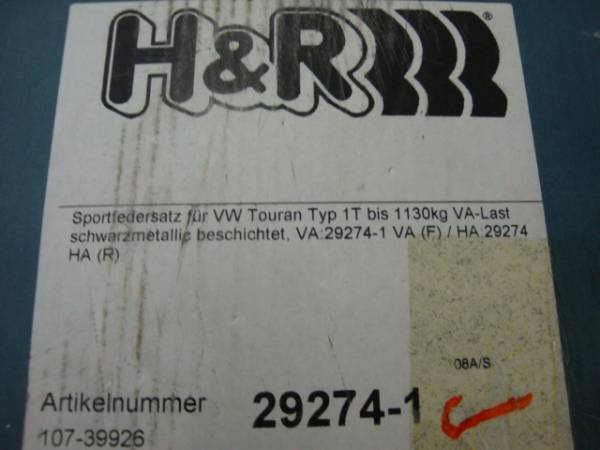 H&R®
Sportfedersatz für VW Touran Typ 1T bis 1130kg VA-Last
schwarzmetallic beschichtet, VA:29274-1 VA (F) / HA:29274
HA (R)
08A/S
Artikelnummer 29274-1
107-39926